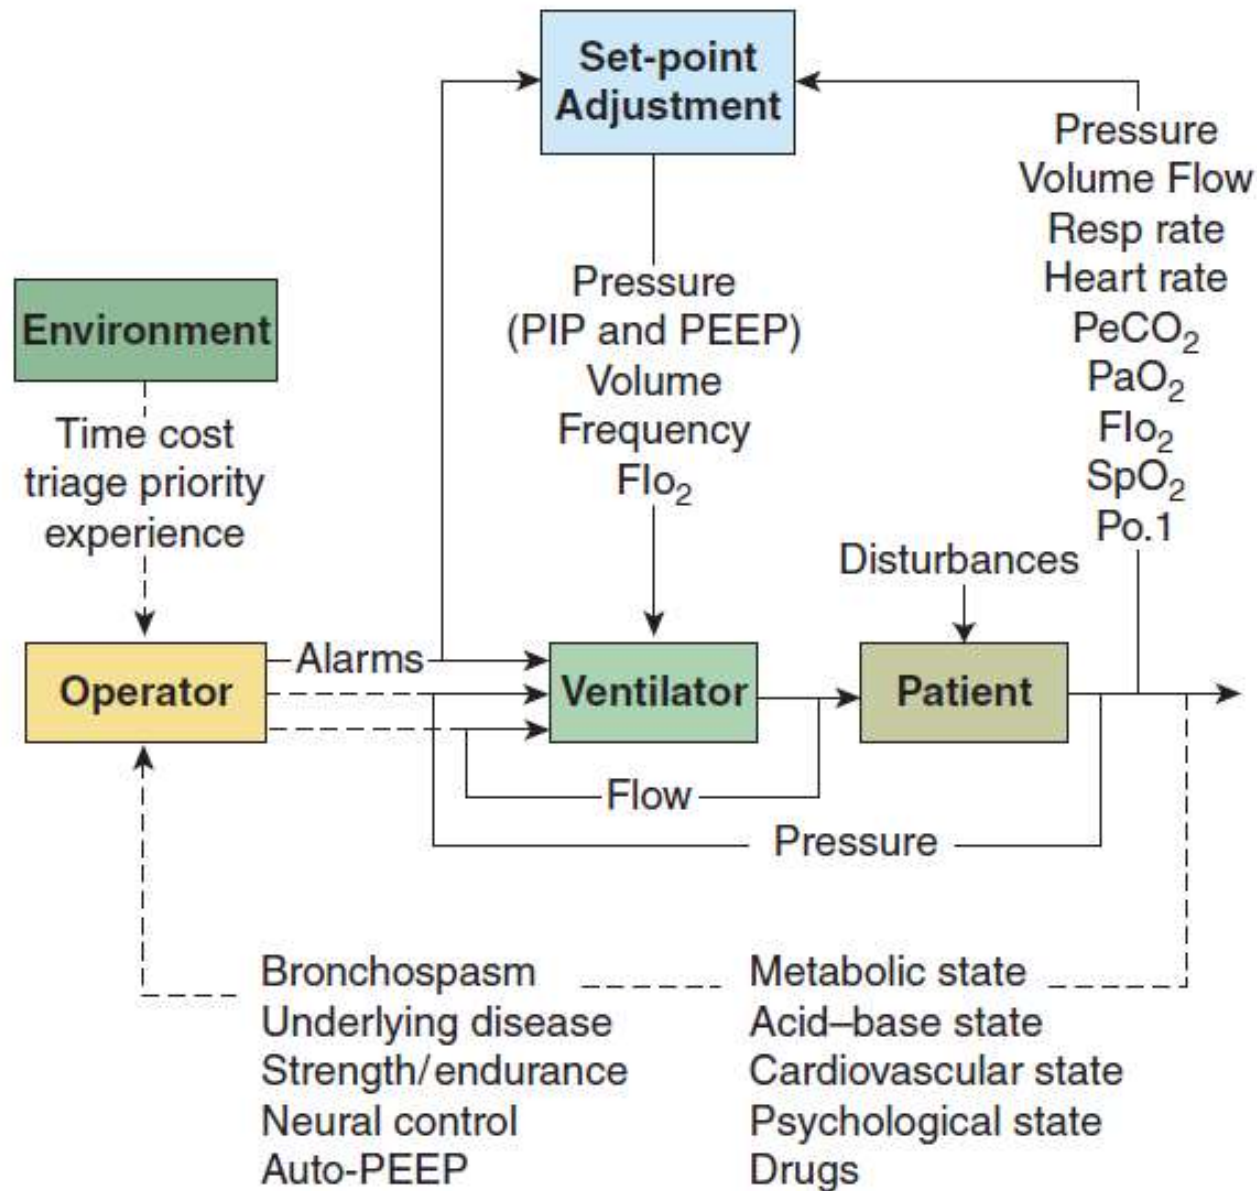 Set-point
Adjustment
Pressure
Volume Flow
Resp rate
Heart rate
PeCO₂
PaO₂
FIo₂
SpO₂
Po.1
Pressure
(PIP and PEEP)
Volume
Frequency
FIo₂
Environment
Time cost
triage priority
experience
Disturbances
Operator
Alarms
Ventilator
Patient
Flow
Pressure
Bronchospasm
Underlying disease
Strength/endurance
Neural control
Auto-PEEP
Metabolic state
Acid–base state
Cardiovascular state
Psychological state
Drugs